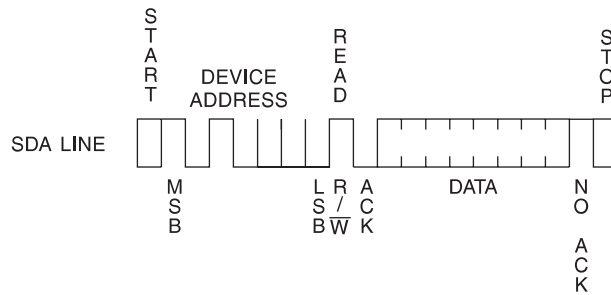 START
DEVICE
ADDRESS
READ
STOP
SDA LINE
MSB
LSB
R/W
ACK
DATA
NO ACK